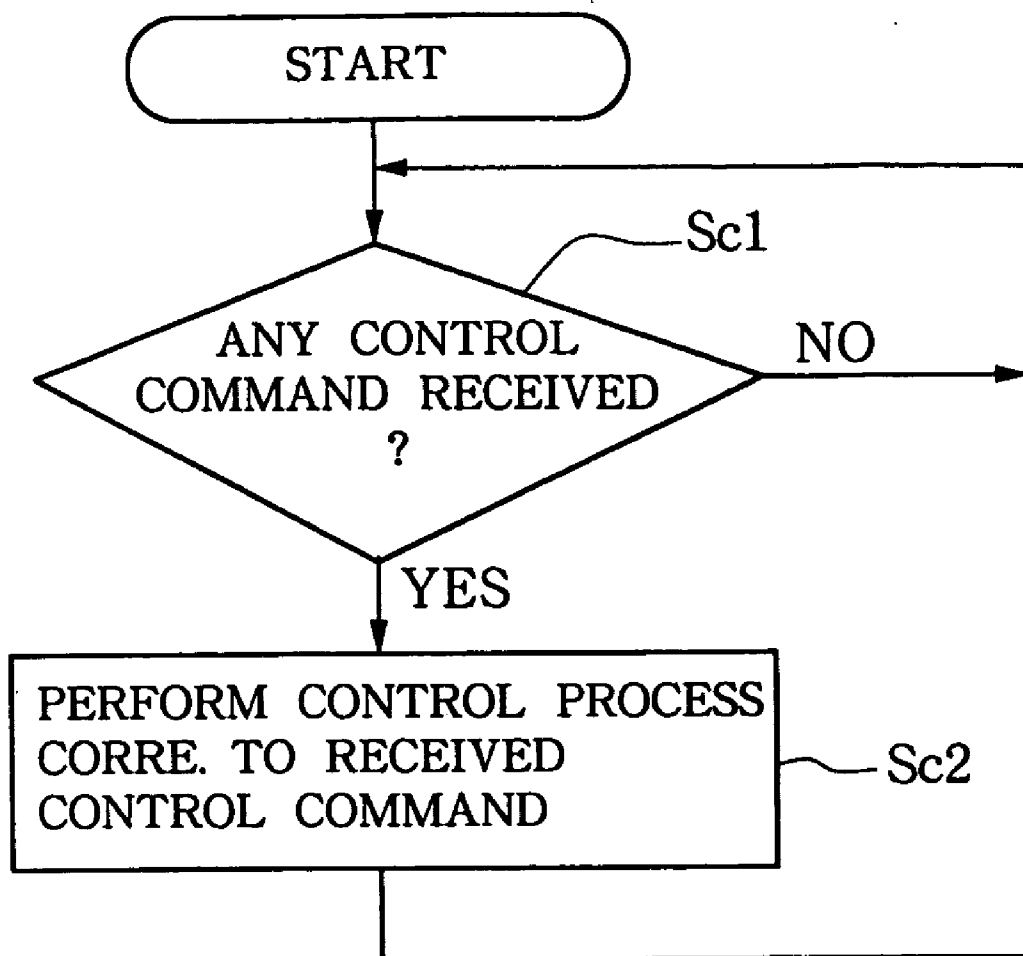 START
Sc1
ANY CONTROL
COMMAND RECEIVED
?
NO
YES
PERFORM CONTROL PROCESS
CORRE. TO RECEIVED
CONTROL COMMAND
Sc2